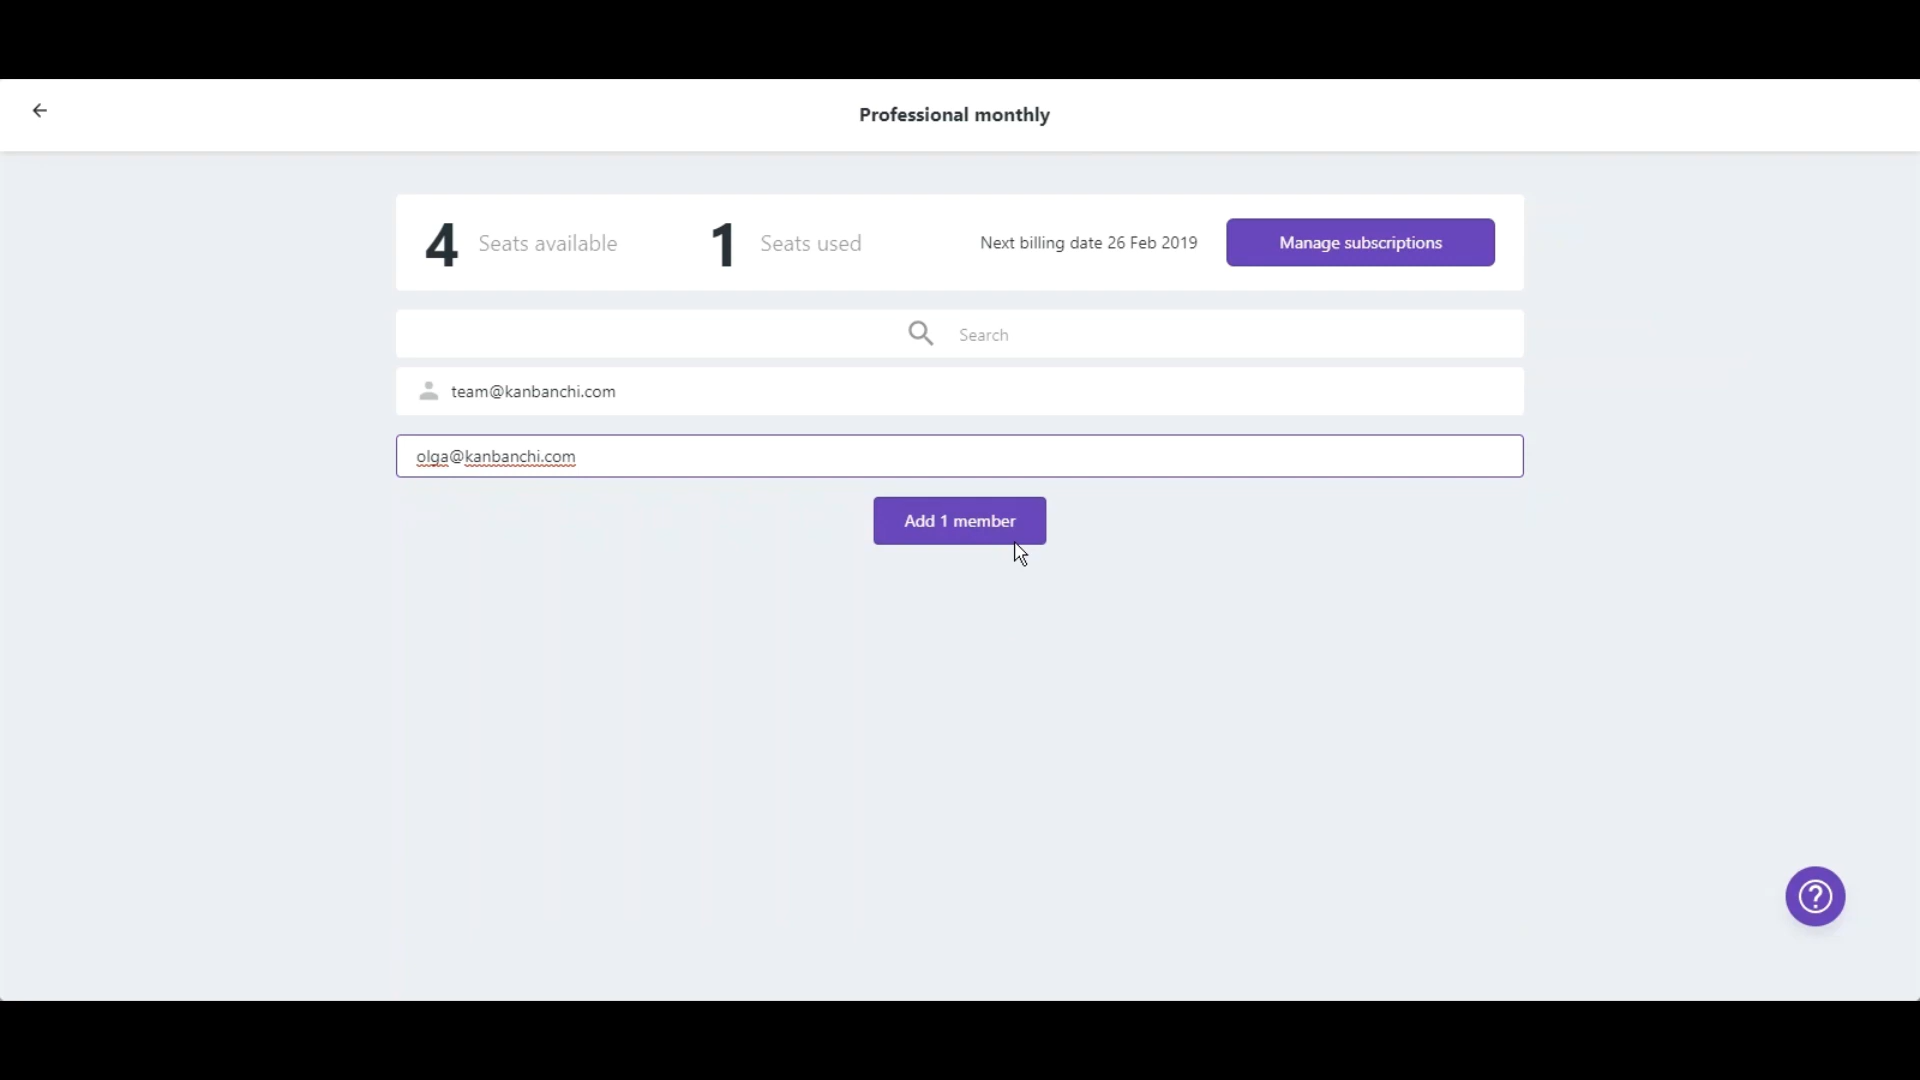 Professional monthly
4 Seats available 1 Seats used Next billing date 26 Feb 2019 Manage subscriptions
Search
team@kanbanchi.com
olga@kanbanchi.com
Add 1 member
?